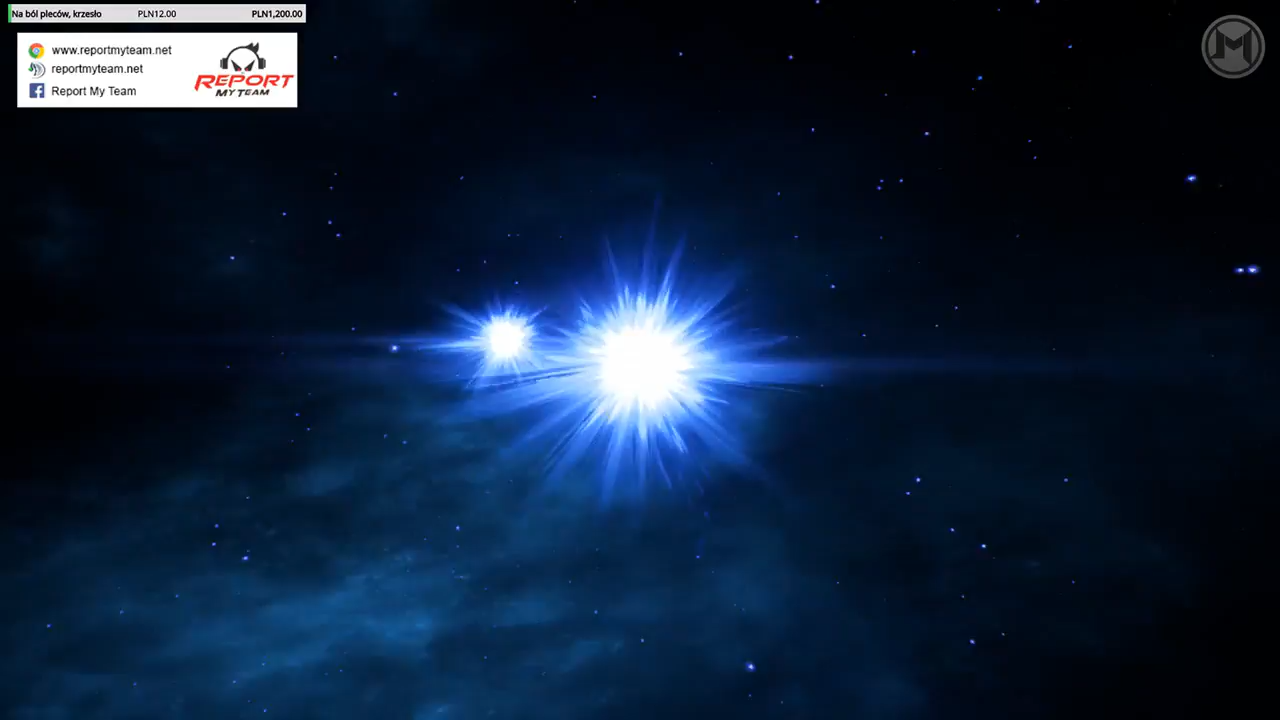 Na ból pleców, krzesło PLN12.00 PLN1,200.00
www.reportmyteam.net
reportmyteam.net
Report My Team
REPORT
MY TEAM
M